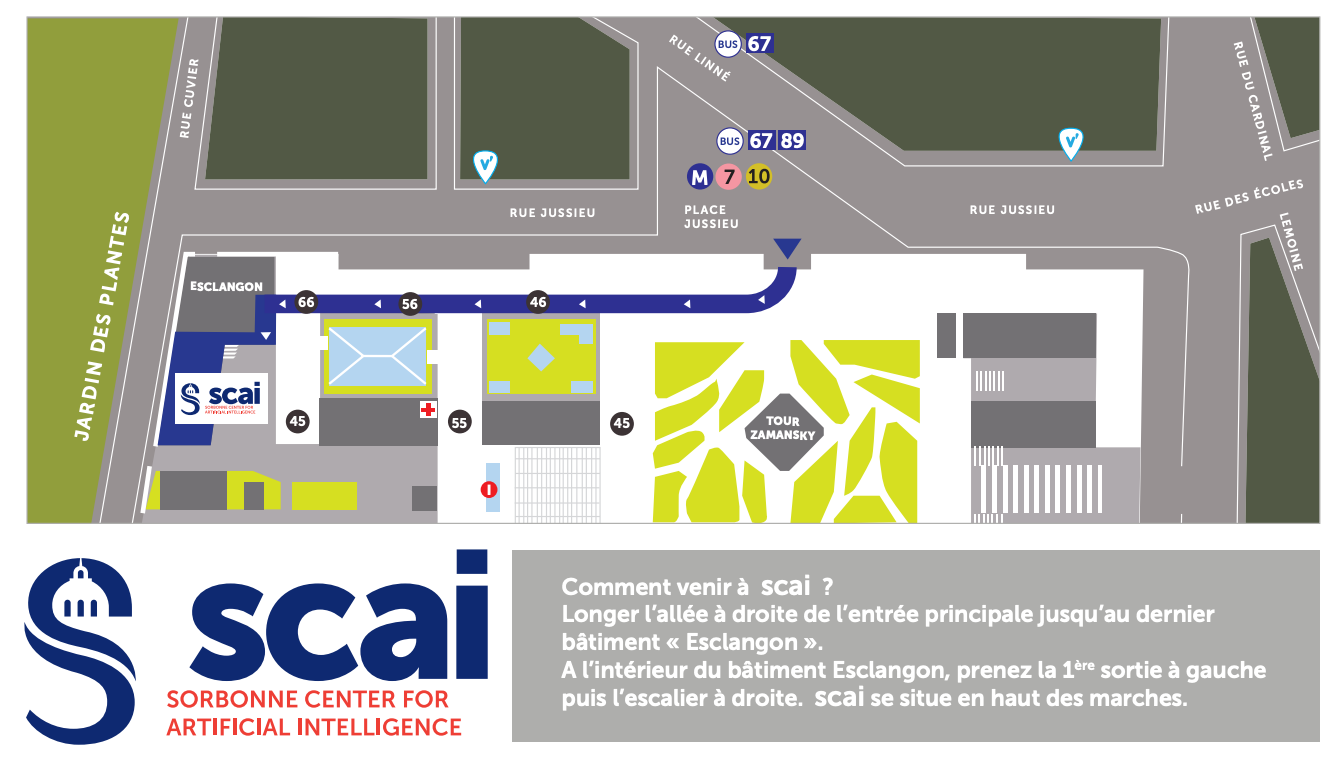 RUE CUVIER
RUE LINNÉ
BUS 67
RUE DU CARDINAL
LEMOINE
BUS 67 89
M 7 10
V'
V'
RUE JUSSIEU
PLACE
JUSSIEU
RUE JUSSIEU
RUE DES ÉCOLES
JARDIN DES PLANTES
ESCLANGON
66
56
46
scai
SORBONNE CENTER FOR
ARTIFICIAL INTELLIGENCE
45
55
45
TOUR
ZAMANSKY
I
scai
SORBONNE CENTER FOR
ARTIFICIAL INTELLIGENCE
Comment venir à scai ?
Longer l'allée à droite de l'entrée principale jusqu'au dernier
bâtiment « Esclangon ».
A l'intérieur du bâtiment Esclangon, prenez la 1ère sortie à gauche
puis l'escalier à droite. scai se situe en haut des marches.